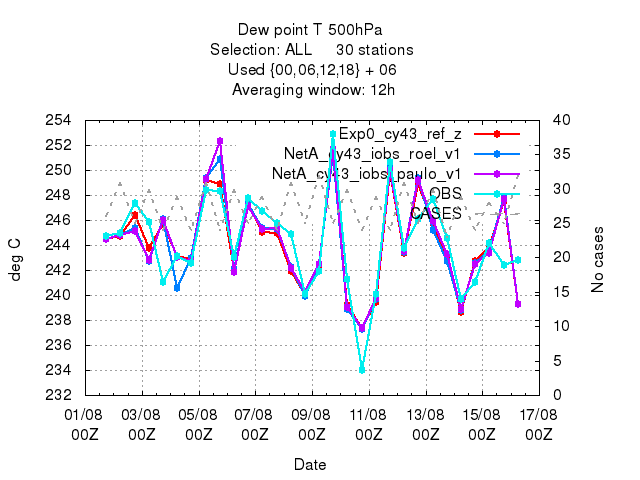 Dew point T 500hPa
Selection: ALL 30 stations
Used {00,06,12,18} + 06
Averaging window: 12h
254
252
250
248
246
244
242
240
238
236
234
232
deg C
40
35
30
25
20
15
10
5
0
No cases
Exp0_cy43_ref_z
NetA_cy43_iobs_roel_v1
NetA_cy43_iobs_paulo_v1
OBS
CASES
01/08 03/08 05/08 07/08 09/08 11/08 13/08 15/08 17/08
00Z 00Z 00Z 00Z 00Z 00Z 00Z 00Z 00Z
Date